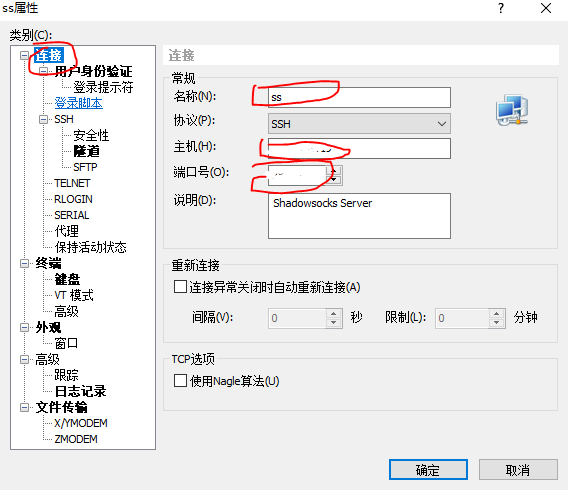 ss属性
类别(C):
连接
用户身份验证
登录提示符
登录脚本
SSH
安全性
隧道
SFTP
TELNET
RLOGIN
SERIAL
代理
保持活动状态
终端
键盘
VT 模式
高级
外观
窗口
高级
跟踪
日志记录
文件传输
X/YMODEM
ZMODEM
连接
常规
名称(N): ss
协议(P): SSH
主机(H):
端口号(O):
说明(D): Shadowsocks Server
重新连接
连接异常关闭时自动重新连接(A)
间隔(V): 0 秒 限制(L): 0 分钟
TCP选项
使用Nagle算法(U)
确定 取消